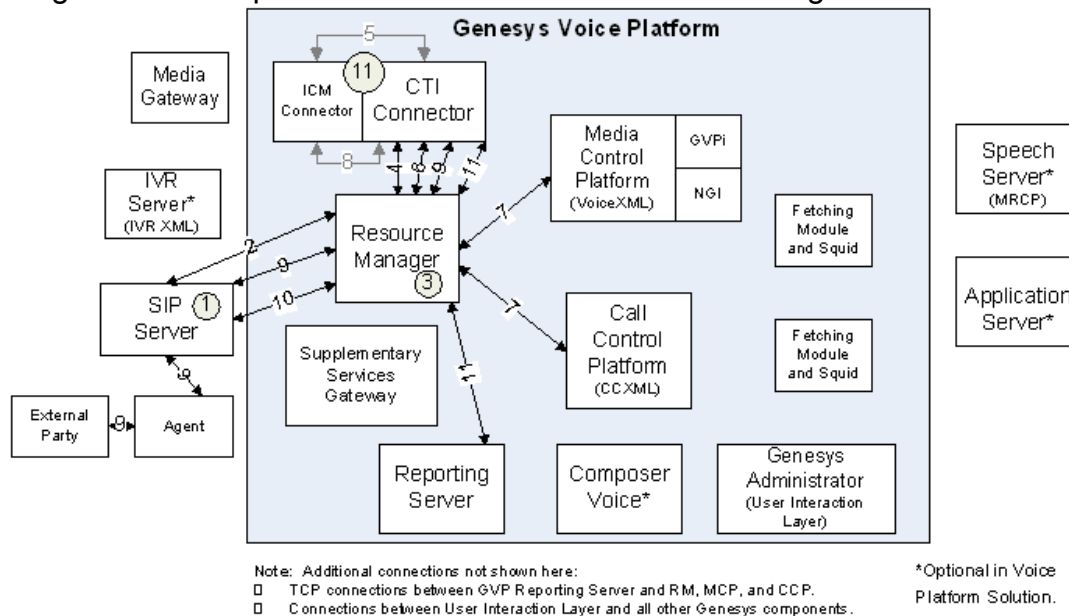 Genesys Voice Platform
5
Media
Gateway
11
ICM
Connector
CTI
Connector
8
4
8
9
11
Media
Control
Platform
(VoiceXML)
GVPi
NGI
Speech
Server*
(MRCP)
IVR
Server*
(IVR XML)
Fetching
Module
and Squid
2
Resource
Manager
3
7
9
10
SIP
Server
1
7
Call
Control
Platform
(CCXML)
Application
Server*
Supplementary
Services
Gateway
Fetching
Module
and Squid
11
9
External
Party
9
Agent
Reporting
Server
Composer
Voice*
Genesys
Administrator
(User Interaction
Layer)
Note: Additional connections not shown here:
TCP connections between GVP Reporting Server and RM, MCP, and CCP.
Connections between User Interaction Layer and all other Genesys components.
*Optional in Voice
Platform Solution.